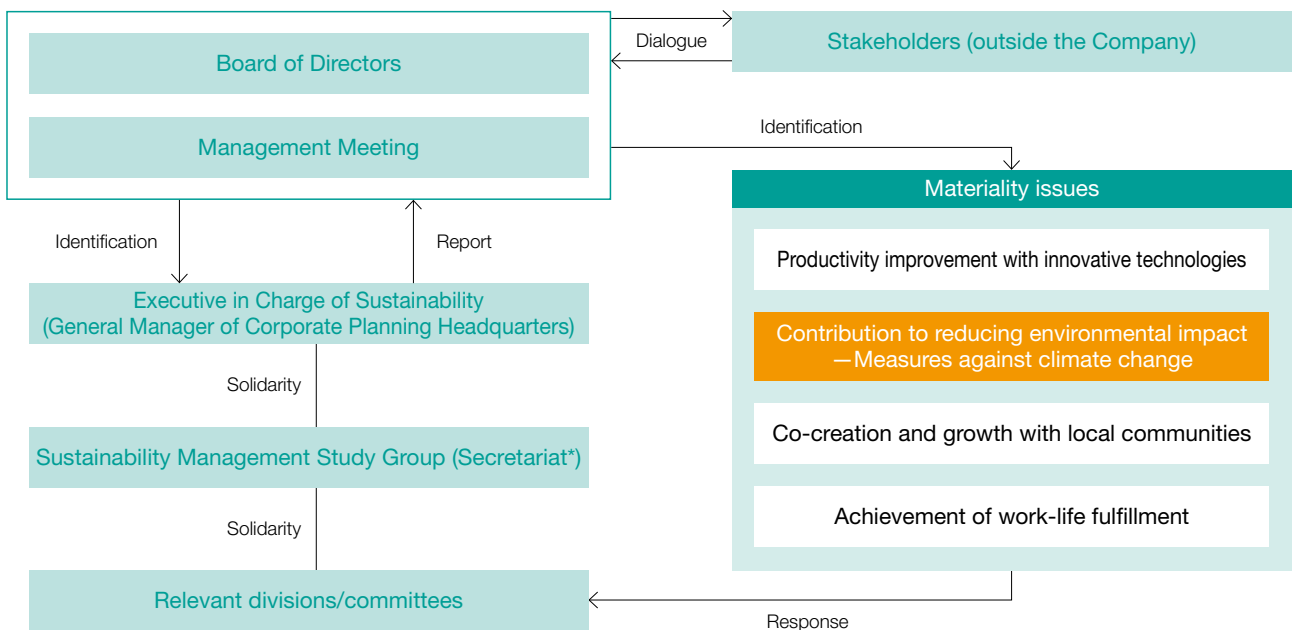 Board of Directors
Dialogue
Stakeholders (outside the Company)
Management Meeting
Identification
Materiality issues
Identification
Report
Productivity improvement with innovative technologies
Executive in Charge of Sustainability
(General Manager of Corporate Planning Headquarters)
Contribution to reducing environmental impact
—Measures against climate change
Solidarity
Co-creation and growth with local communities
Sustainability Management Study Group (Secretariat*)
Achievement of work-life fulfillment
Solidarity
Relevant divisions/committees
Response